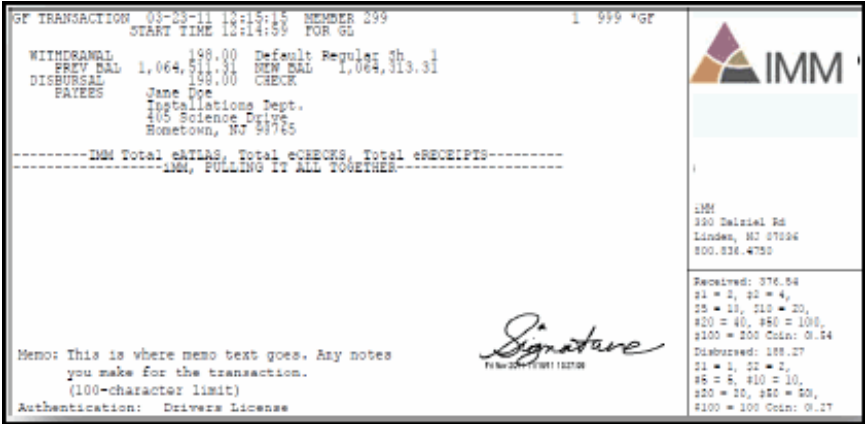 GF TRANSACTION 03-23-11 12:15:15 MEMBER 299 1 999 *GF
START TIME 12:14:59 FOR GL
WITHDRAWAL 198.00 Default Regular Sh 1
PREV BAL 1,064,511.31 NEW BAL 1,064,313.31
DISBURSAL 198.00 CHECK
PAYEES Jane Doe
Installations Dept.
405 Science Drive
Hometown, NJ 98765
---------IMM Total eATLAS, Total eCHECKS, Total eRECEIPTS---------
------------------iMM, PULLING IT ALL TOGETHER--------------------
Signature
Memo: This is where memo text goes. Any notes
you make for the transaction.
(100-character limit)
Authentication: Drivers License
IMM
iMM
330 Dalziel Rd
Linden, NJ 07036
800.836.4750
Received: 376.54
$1 = 2, $2 = 4,
$5 = 10, $10 = 20,
$20 = 40, $50 = 100,
$100 = 200 Coin: 0.54
Disbursed: 188.27
$1 = 1, $2 = 2,
$5 = 5, $10 = 10,
$20 = 20, $50 = 50,
$100 = 100 Coin: 0.27